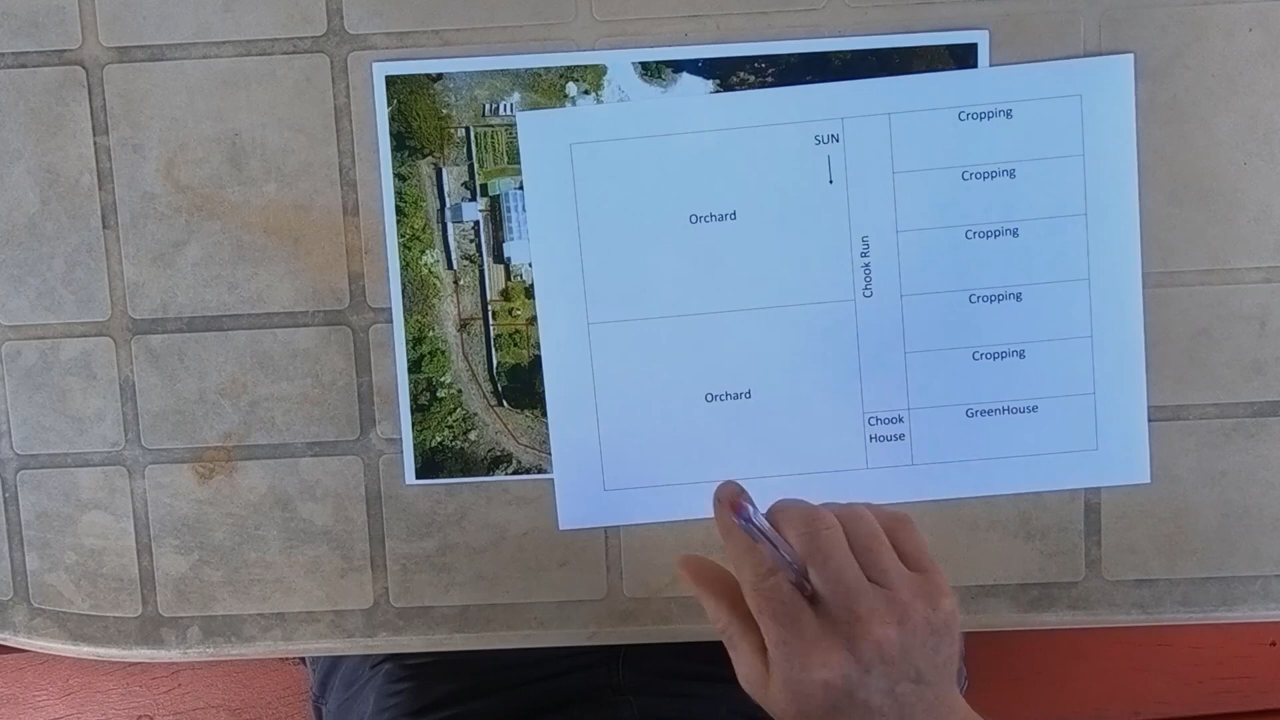 SUN
Orchard
Orchard
Chook Run
Chook
House
Cropping
Cropping
Cropping
Cropping
Cropping
GreenHouse